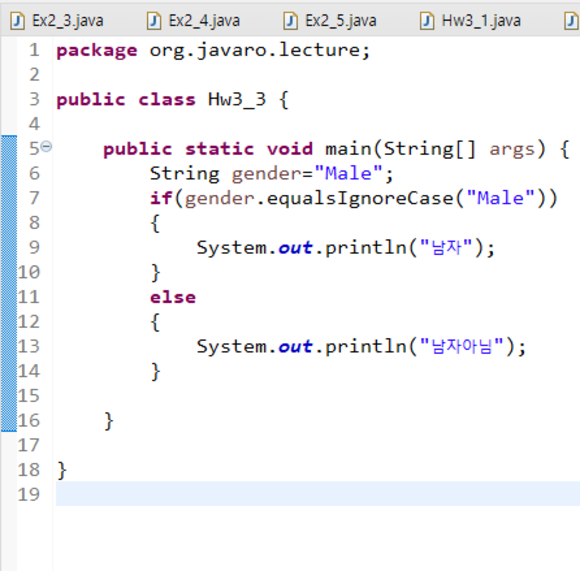 Ex2_3.java Ex2_4.java Ex2_5.java Hw3_1.java
1 package org.javaro.lecture;
2
3 public class Hw3_3 {
4
5 public static void main(String[] args) {
6 String gender="Male";
7 if(gender.equalsIgnoreCase("Male"))
8 {
9 System.out.println("남자");
10 }
11 else
12 {
13 System.out.println("남자아님");
14 }
15
16 }
17
18 }
19